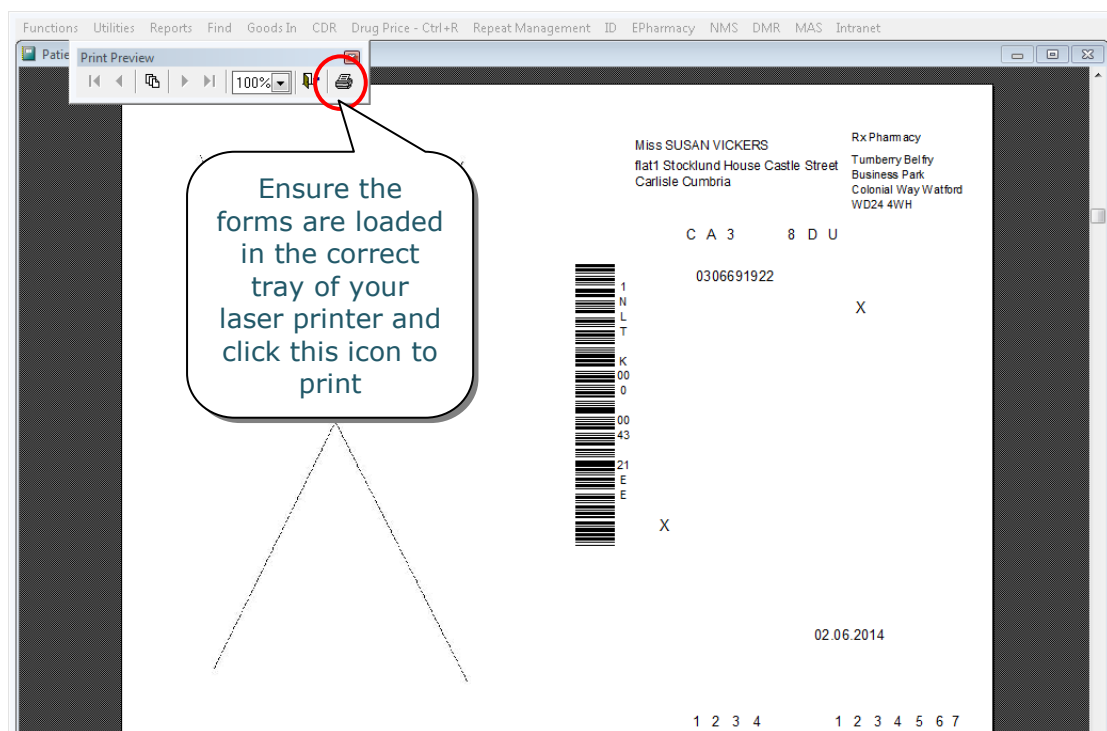 Functions Utilities Reports Find Goods In CDR Drug Price - Ctrl+R Repeat Management ID EPharmacy NMS DMR MAS Intranet
Patie
Print Preview
100%
Ensure the
forms are loaded
in the correct
tray of your
laser printer and
click this icon to
print
Miss SUSAN VICKERS
flat1 Stocklund House Castle Street
Carlisle Cumbria
Rx Pharmacy
Turnberry Belfry
Business Park
Colonial Way Watford
WD24 4WH
C A 3 8 D U
0306691922
X
1
N
L
T
K
00
0
00
43
21
E
E
X
02.06.2014
1 2 3 4 1 2 3 4 5 6 7